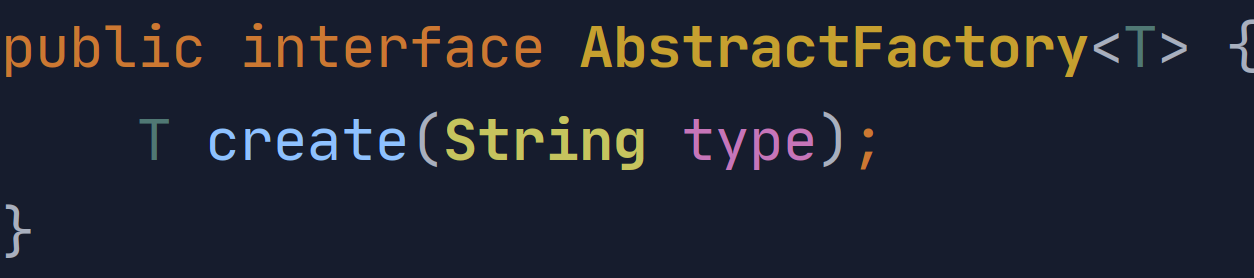 public interface AbstractFactory<T> {
    T create(String type);
}